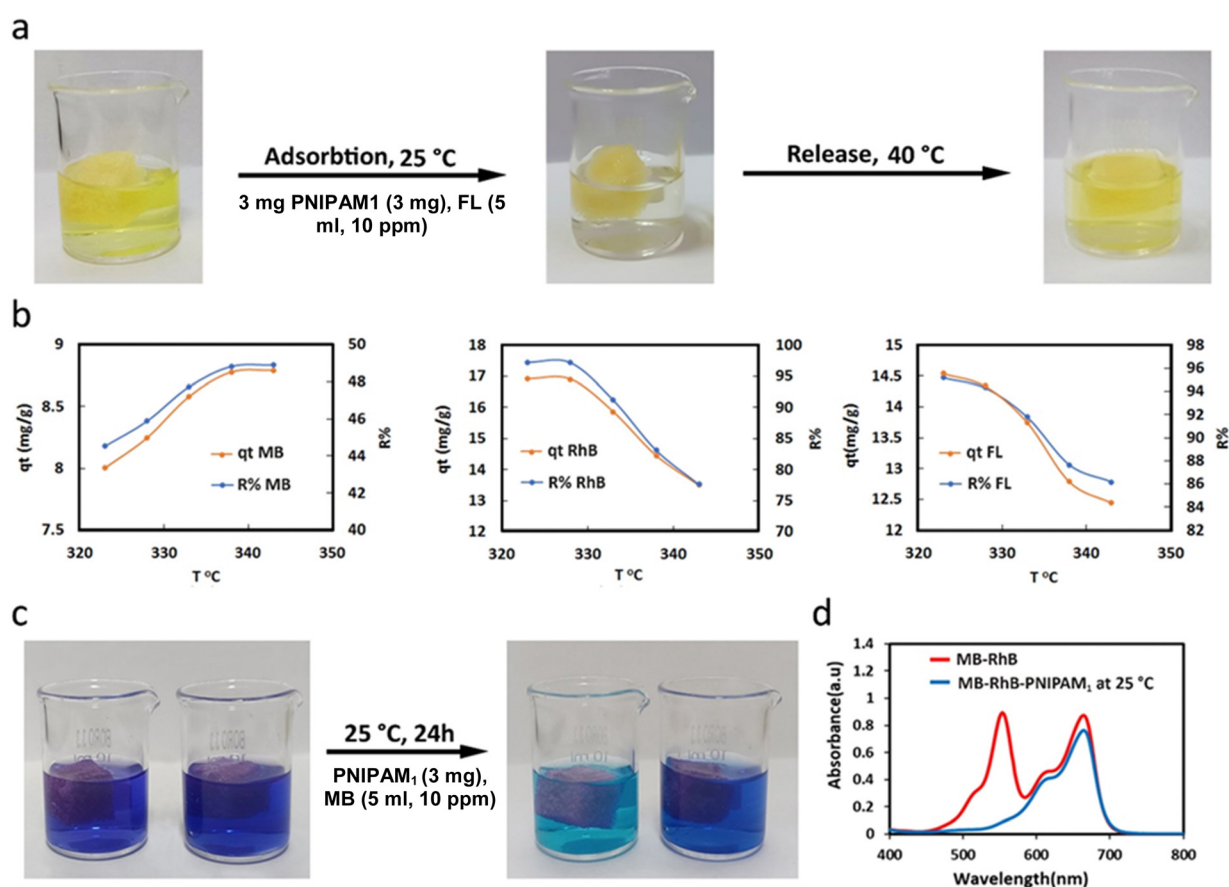 a
Adsorbtion, 25 °C
3 mg PNIPAM1 (3 mg), FL (5
ml, 10 ppm)
Release, 40 °C
b
9
8.5
8
7.5
qt (mg/g)
50
48
46
44
42
40
R%
qt MB
R% MB
320 330 340 350
T °C
18
17
16
15
14
13
12
qt (mg/g)
100
95
90
85
80
75
70
R%
qt RhB
R% RhB
320 330 340 350
T °C
15
14.5
14
13.5
13
12.5
12
qt(mg/g)
98
96
94
92
90
88
86
84
82
R%
qt FL
R% FL
320 330 340 350
T °C
c
25 °C, 24h
PNIPAM₁ (3 mg),
MB (5 ml, 10 ppm)
d
1.4
1.2
1
0.8
0.6
0.4
0.2
0
Absorbance(a.u)
MB-RhB
MB-RhB-PNIPAM₁ at 25 °C
400 500 600 700 800
Wavelength(nm)